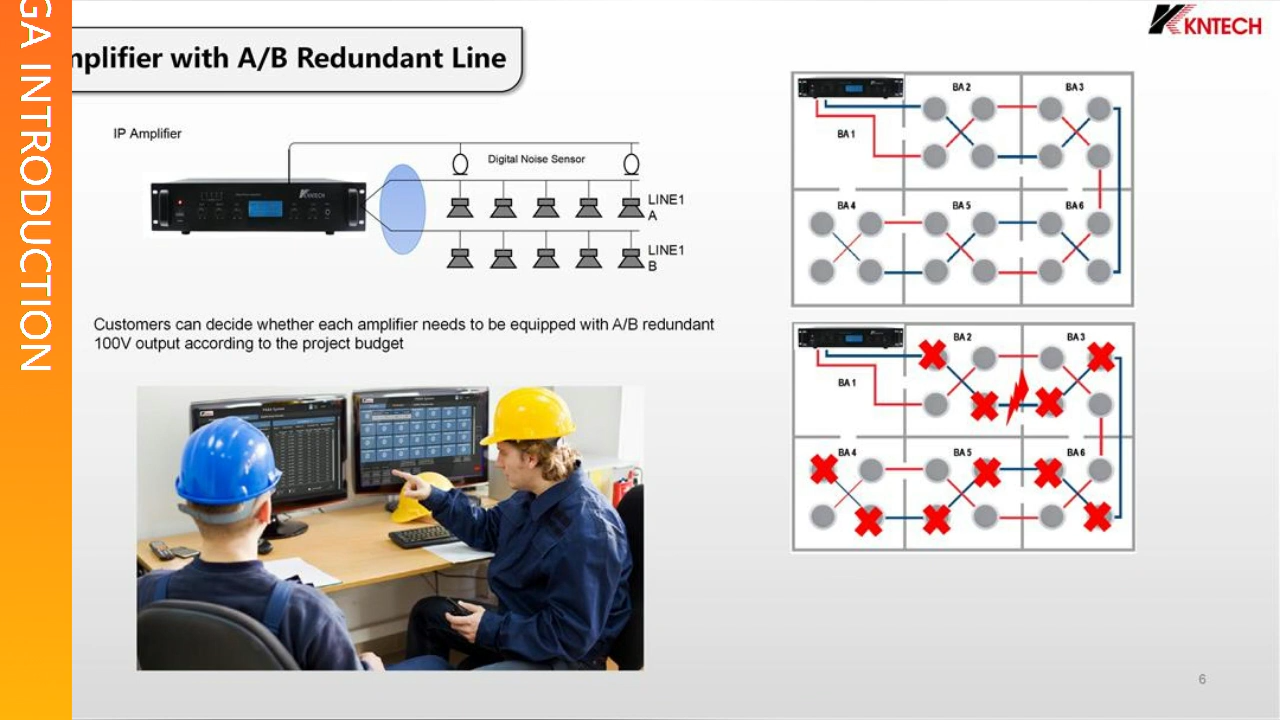 GA INTRODUCTION
mplifier with A/B Redundant Line
KNTECH
IP Amplifier
Digital Noise Sensor
KNTECH
LINE1
A
LINE1
B
Customers can decide whether each amplifier needs to be equipped with A/B redundant
100V output according to the project budget
BA 1
BA 2
BA 3
BA 4
BA 5
BA 6
BA 1
BA 2
BA 3
BA 4
BA 5
BA 6
6